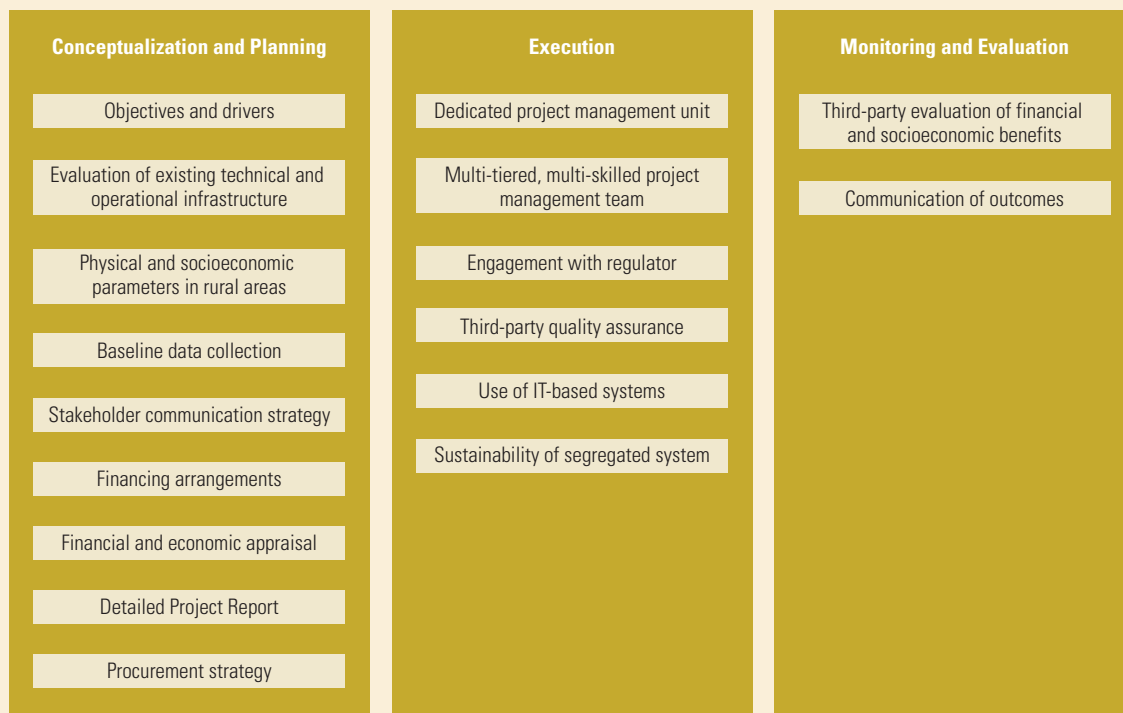 Conceptualization and Planning
Objectives and drivers
Evaluation of existing technical and
operational infrastructure
Physical and socioeconomic
parameters in rural areas
Baseline data collection
Stakeholder communication strategy
Financing arrangements
Financial and economic appraisal
Detailed Project Report
Procurement strategy
Execution
Dedicated project management unit
Multi-tiered, multi-skilled project
management team
Engagement with regulator
Third-party quality assurance
Use of IT-based systems
Sustainability of segregated system
Monitoring and Evaluation
Third-party evaluation of financial
and socioeconomic benefits
Communication of outcomes